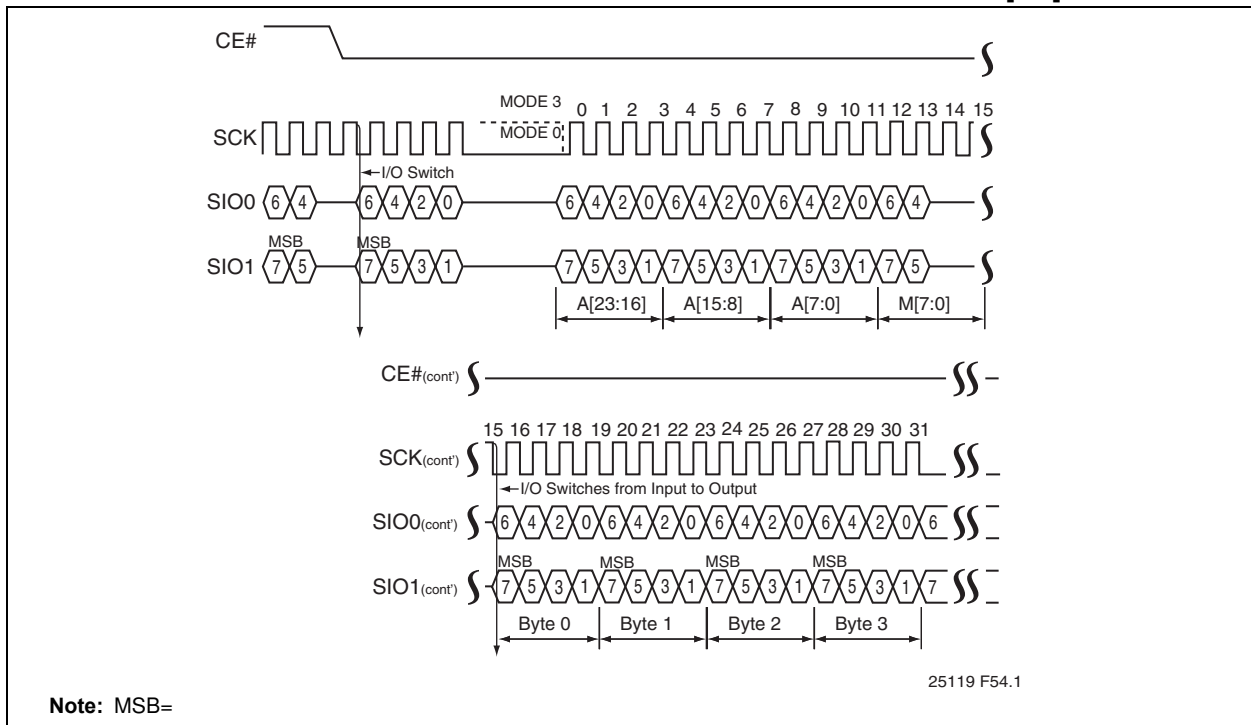 CE#
MODE 3
0 1 2 3 4 5 6 7 8 9 10 11 12 13 14 15
SCK
MODE 0
I/O Switch
SIO0 6 4 6 4 2 0 6 4 2 0 6 4 2 0 6 4 2 0 6 4
MSB MSB
SIO1 7 5 7 5 3 1 7 5 3 1 7 5 3 1 7 5 3 1 7 5
A[23:16] A[15:8] A[7:0] M[7:0]
CE#(cont')
15 16 17 18 19 20 21 22 23 24 25 26 27 28 29 30 31
SCK(cont')
I/O Switches from Input to Output
SIO0(cont') 6 4 2 0 6 4 2 0 6 4 2 0 6 4 2 0 6
MSB MSB MSB MSB
SIO1(cont') 7 5 3 1 7 5 3 1 7 5 3 1 7 5 3 1 7
Byte 0 Byte 1 Byte 2 Byte 3
25119 F54.1
Note: MSB=